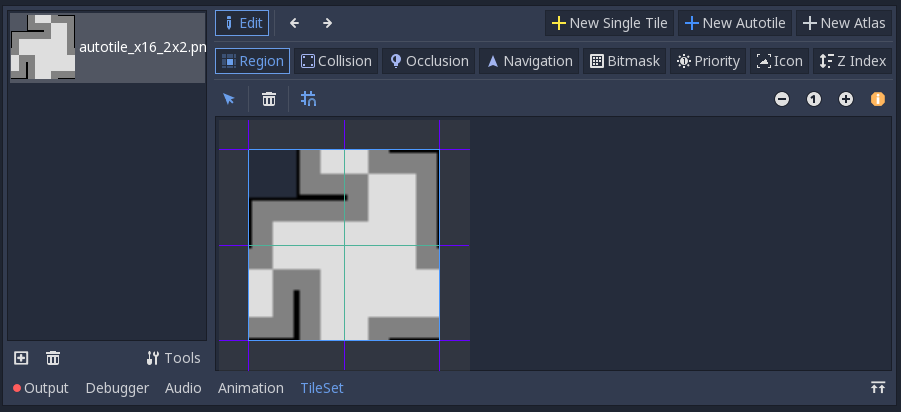 Edit New Single Tile New Autotile New Atlas
autotile_x16_2x2.pn
Region Collision Occlusion Navigation Bitmask Priority Icon Z Index
1
Tools
Output Debugger Audio Animation TileSet